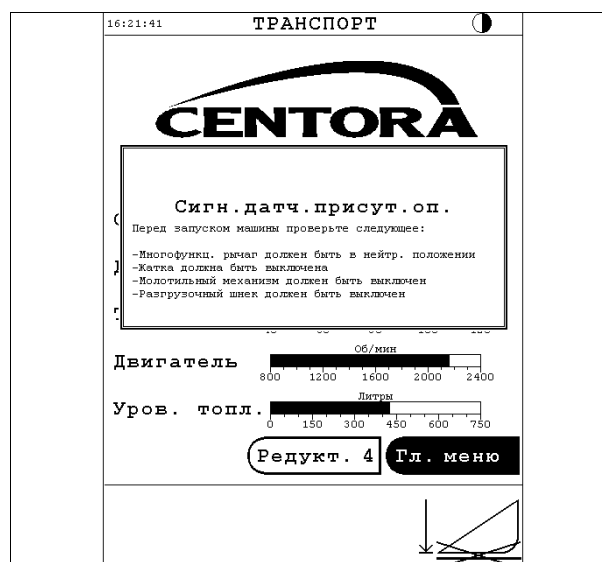 16:21:41
ТРАНСПОРТ
CENTORA
Сигн.датч.присут.оп.
Перед запуском машины проверьте следующее:
-Многофункц. рычаг должен быть в нейтр. положении
-Жатка должна быть выключена
-Молотильный механизм должен быть выключен
-Разгрузочный шнек должен быть выключен
Об/мин
Двигатель
800 1200 1600 2000 2400
Литры
Уров. топл.
0 150 300 450 600 750
Редукт. 4
Гл. меню